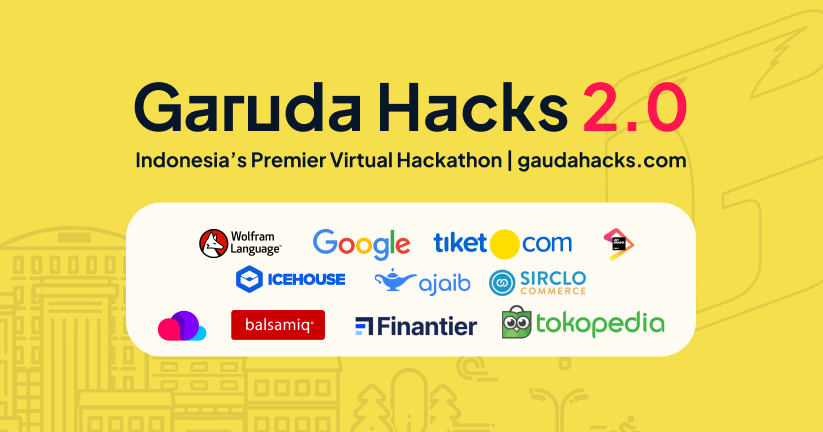 Garuda Hacks 2.0
Indonesia's Premier Virtual Hackathon | gaudahacks.com
Wolfram Language™
Google
tiket.com
ICEHOUSE
ajaib
SIRCLO COMMERCE
balsamiq®
Finantier
tokopedia